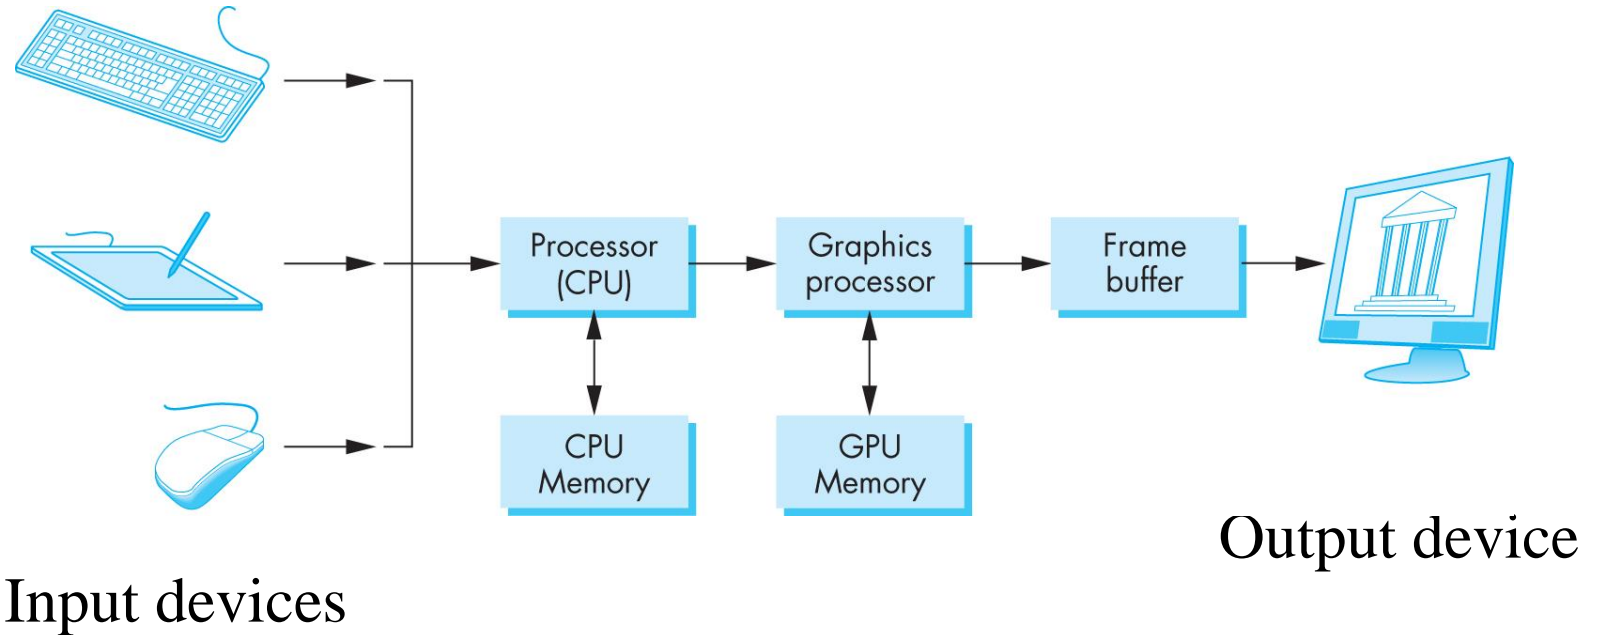 Processor
(CPU)
Graphics
processor
Frame
buffer
CPU
Memory
GPU
Memory
Output device
Input devices